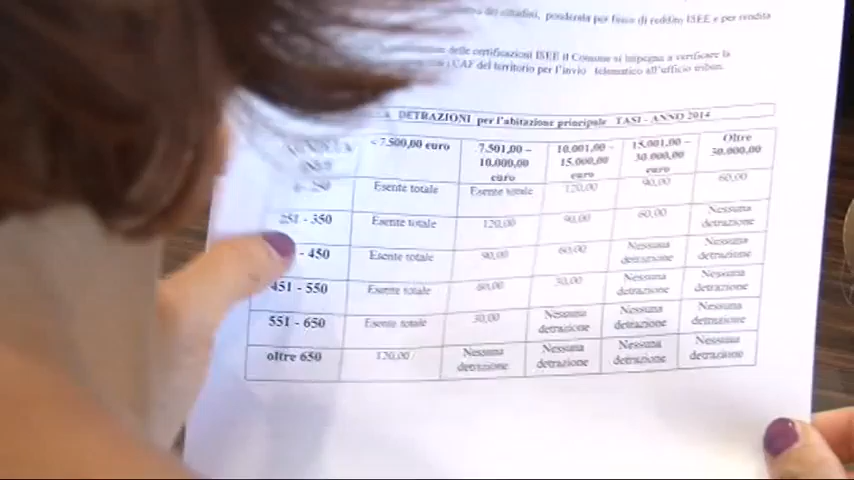 dei cittadini, ponderata per fasce di reddito ISEE e per rendita
delle certificazioni ISEE il Comune si impegna a verificare la
CAF del territorio per l'invio telematico all'ufficio tributi.
DETRAZIONI per l'abitazione principale TASI - ANNO 2014
< 7.500,00 euro 7.501,00 – 10.000,00 euro 10.001,00 – 15.000,00 euro 15.001,00 – 30.000,00 euro Oltre 30.000,00
Esente totale Esente totale 120,00 90,00 60,00
251 - 350 Esente totale 120,00 90,00 60,00 Nessuna detrazione
- 450 Esente totale 90,00 60,00 Nessuna detrazione Nessuna detrazione
451 - 550 Esente totale 60,00 30,00 Nessuna detrazione Nessuna detrazione
551 - 650 Esente totale 30,00 Nessuna detrazione Nessuna detrazione Nessuna detrazione
oltre 650 120,00 Nessuna detrazione Nessuna detrazione Nessuna detrazione Nessuna detrazione